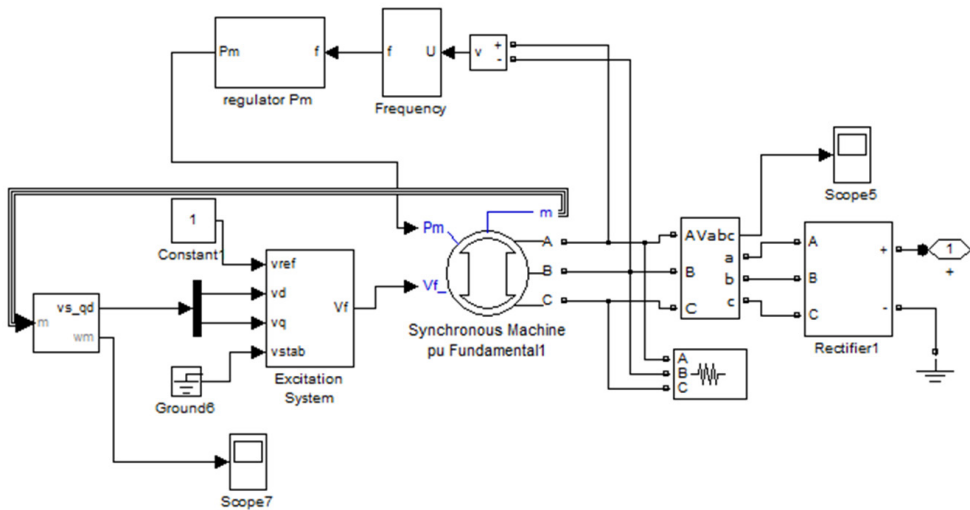 Pm f
regulator Pm
f U
Frequency
v + -
Scope5
m
Pm
Vf_
A
B
C
Synchronous Machine
pu Fundamental1
1
Constant1
vref
vd
vq
vstab
Vf
Excitation
System
Ground6
m
vs_qd
wm
Scope7
A Vabc
B
C
a
b
c
A
B
C
A
B
C
+
-
Rectifier1
1
+